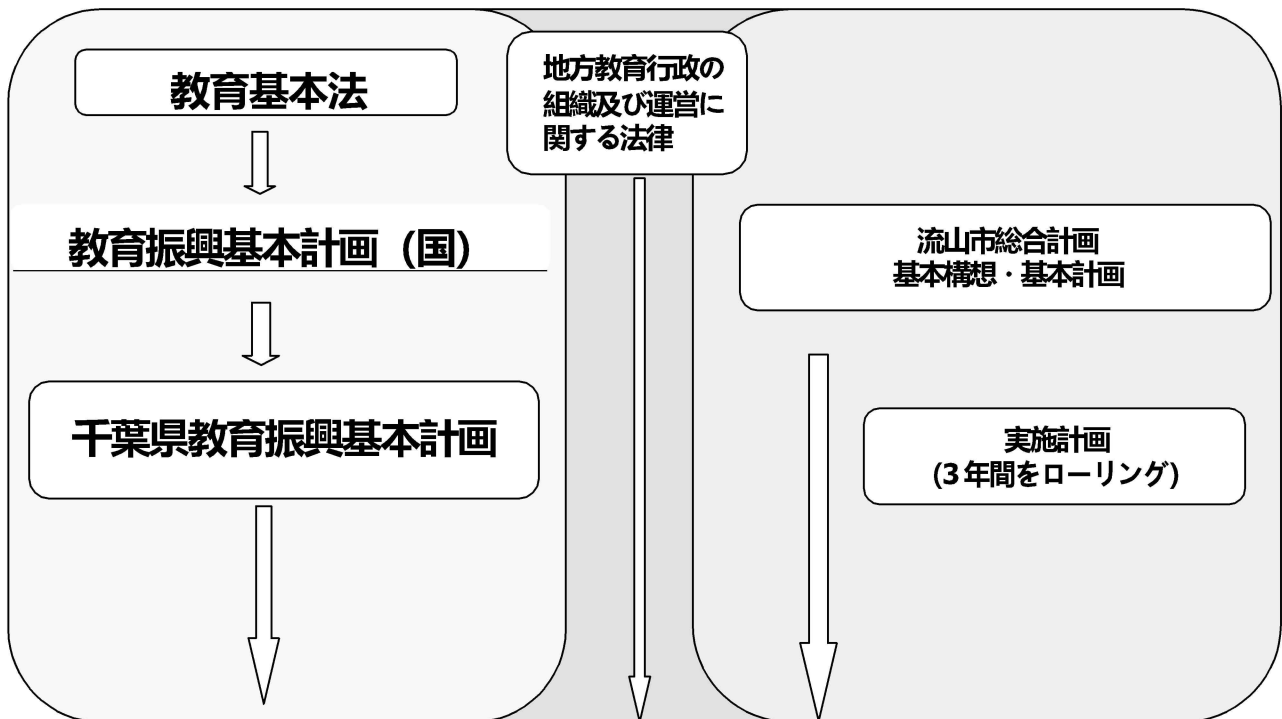 教育基本法
教育振興基本計画（国）
千葉県教育振興基本計画
地方教育行政の
組織及び運営に
関する法律
流山市総合計画
基本構想・基本計画
実施計画
(3年間をローリング)